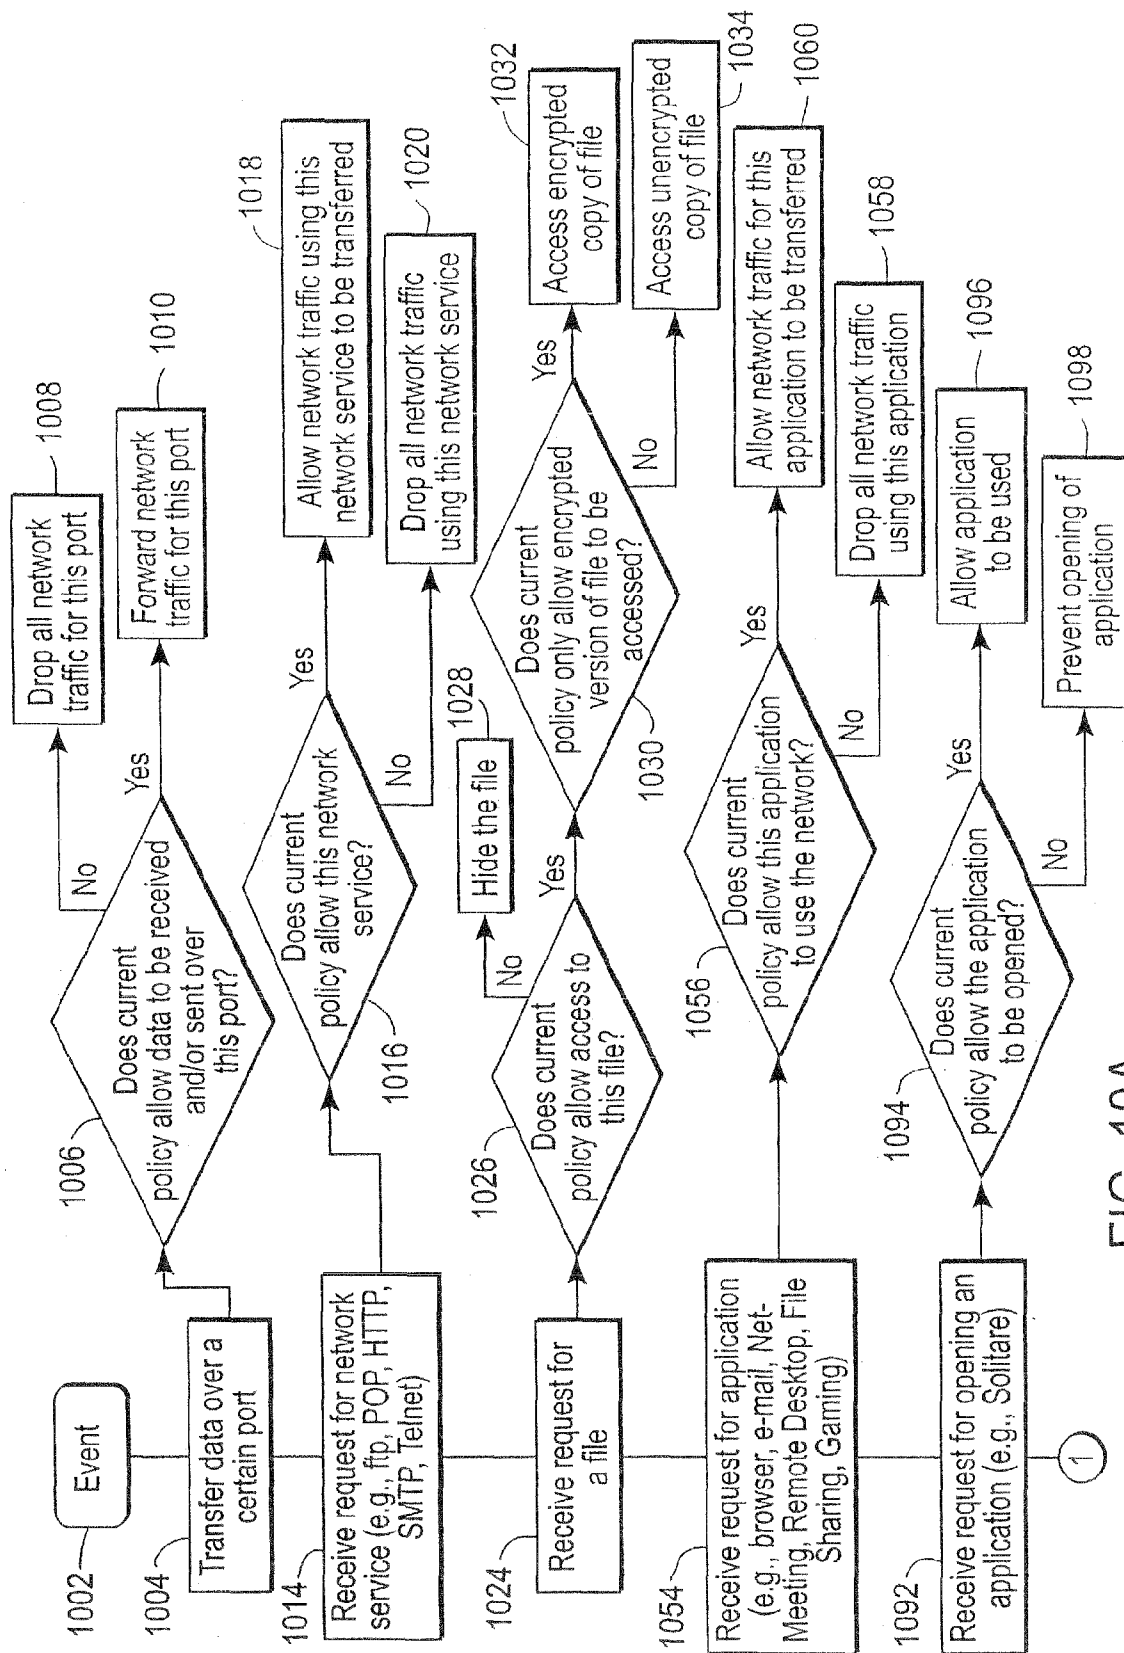 1002
Event
1004
Transfer data over a
certain port
1006
Does current
policy allow data to be received
and/or sent over
this port?
No
Drop all network
traffic for this port
1008
Yes
Forward network
traffic for this port
1010
1014
Receive request for network
service (e.g., ftp, POP, HTTP,
SMTP, Telnet)
Does current
policy allow this network
service?
1016
Yes
Allow network traffic using this
network service to be transferred
1018
No
Drop all network traffic
using this network service
1020
1024
Receive request for
a file
1026
Does current
policy allow access to
this file?
No
Hide the file
1028
Yes
Does current
policy only allow encrypted
version of file to be
accessed?
1030
Yes
Access encrypted
copy of file
1032
No
Access unencrypted
copy of file
1034
1054
Receive request for application
(e.g., browser, e-mail, Net-
Meeting, Remote Desktop, File
Sharing, Gaming)
1056
Does current
policy allow this application
to use the network?
Yes
Allow network traffic for this
application to be transferred
1060
No
Drop all network traffic
using this application
1058
1092
Receive request for opening an
application (e.g., Solitare)
1094
Does current
policy allow the application
to be opened?
Yes
Allow application
to be used
1096
No
Prevent opening of
application
1098
1